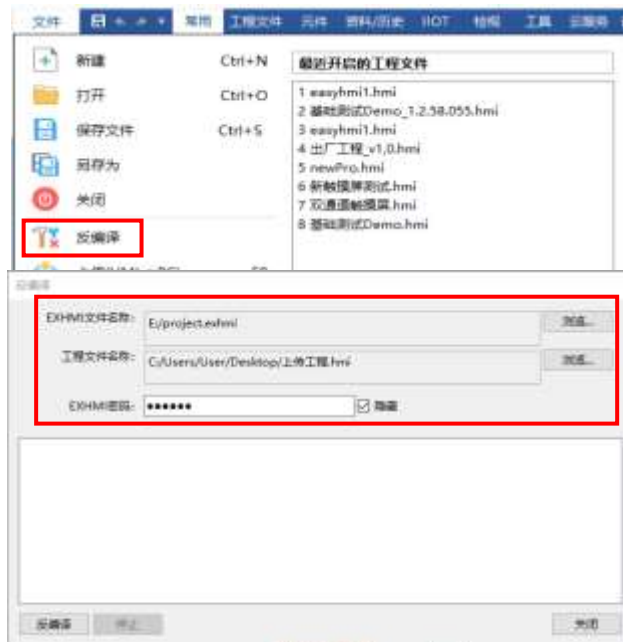 文件 常用 工程文件 元件 资料/历史 IIOT 检视 工具 云服务
新建 Ctrl+N
打开 Ctrl+O
保存文件 Ctrl+S
另存为
关闭
反编译
最近开启的工程文件
1 easyhmi1.hmi
2 基础测试Demo_1.2.58.055.hmi
3 easyhmi1.hmi
4 出厂工程_v1.0.hmi
5 newPro.hmi
6 新触摸屏测试.hmi
7 双通道触摸屏.hmi
8 基础测试Demo.hmi
反编译
EXHMI文件名称: E:/project.exhmi 浏览...
工程文件名称: C:/Users/User/Desktop/上传工程.hmi 浏览...
EXHMI密码: ●●●●●● 隐藏
反编译 停止 关闭